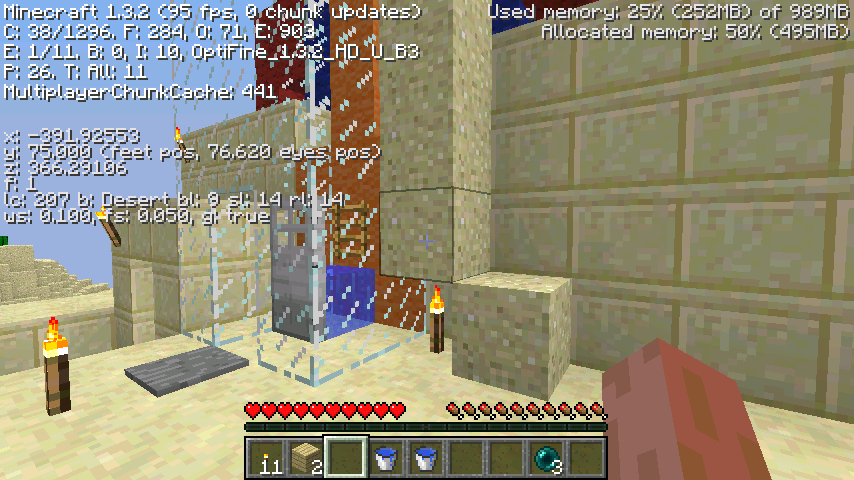 Minecraft 1.3.2 (95 fps, 0 chunk updates)
C: 38/1296. F: 284, O: 71, E: 903
E: 1/11. B: 0, I: 10, OptiFine_1.3.2_HD_U_B3
P: 26. T: All: 11
MultiplayerChunkCache: 441
x: -391.92553
y: 75.000 (feet pos, 76.620 eyes pos)
z: 366.29106
f: 1
lc: 207 b: Desert bl: 9 sl: 14 rl: 14
ws: 0.100, fs: 0.050, g: true
Used memory: 25% (252MB) of 989MB
Allocated memory: 50% (495MB)
11
2
3